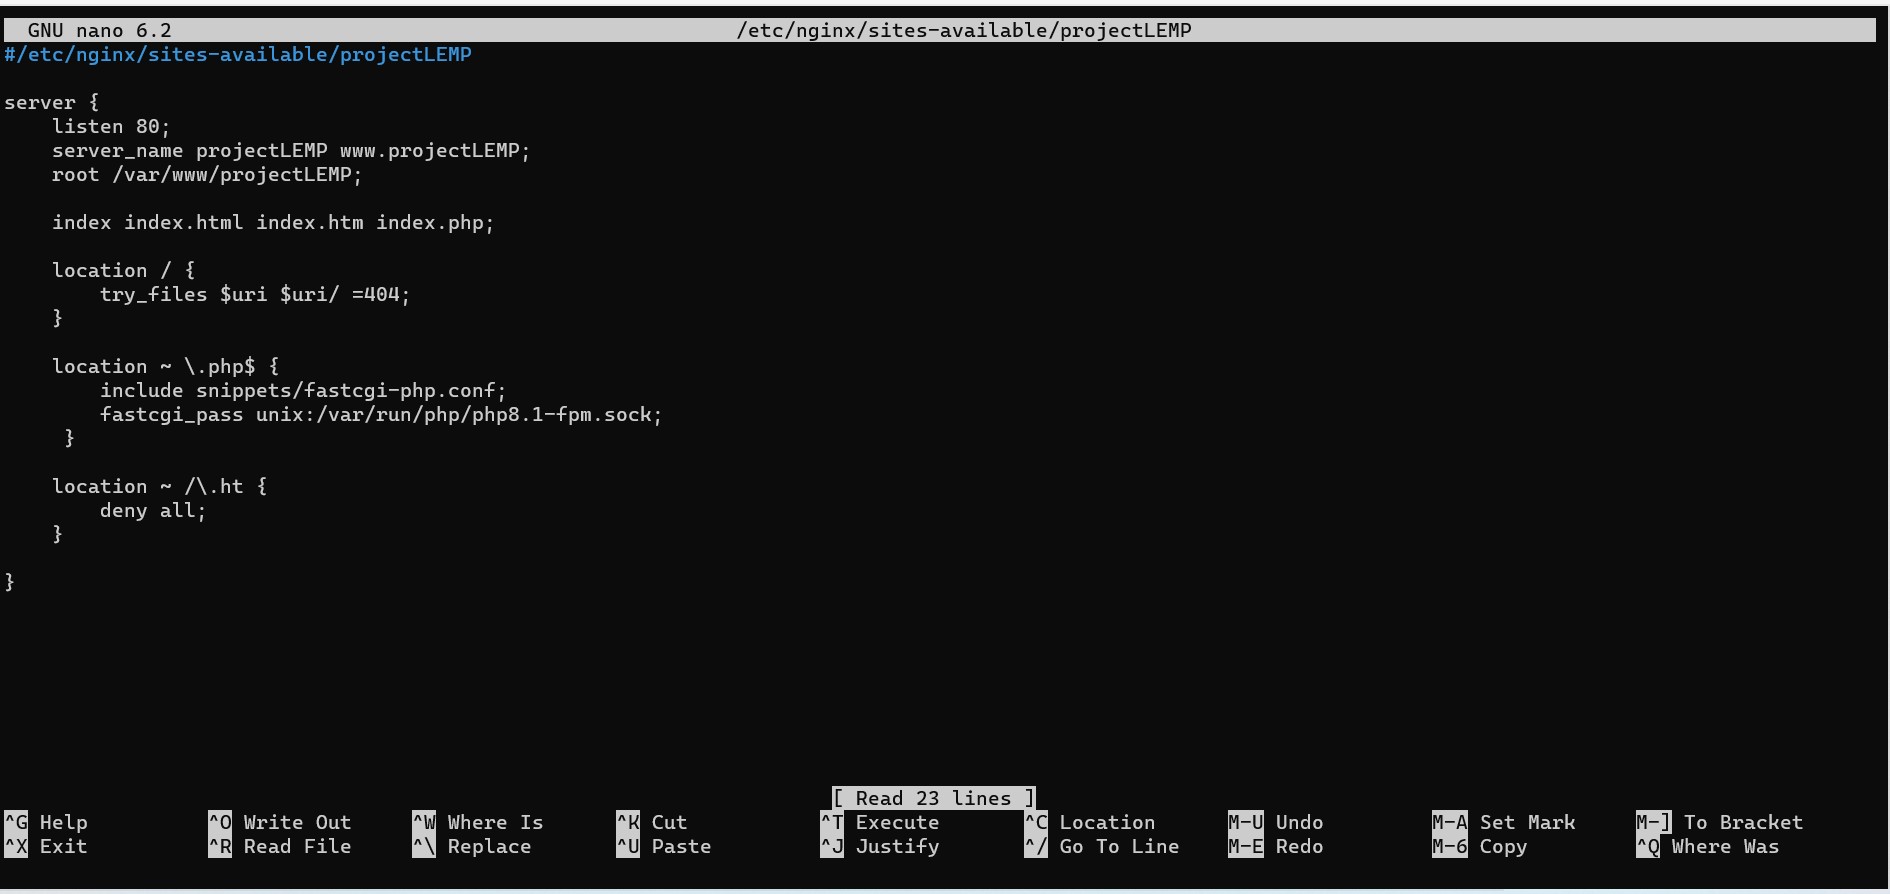 GNU nano 6.2 /etc/nginx/sites-available/projectLEMP
#/etc/nginx/sites-available/projectLEMP
server {
listen 80;
server_name projectLEMP www.projectLEMP;
root /var/www/projectLEMP;
index index.html index.htm index.php;
location / {
try_files $uri $uri/ =404;
}
location ~ \.php$ {
include snippets/fastcgi-php.conf;
fastcgi_pass unix:/var/run/php/php8.1-fpm.sock;
}
location ~ /\.ht {
deny all;
}
}
[ Read 23 lines ]
^G Help ^O Write Out ^W Where Is ^K Cut ^T Execute ^C Location M-U Undo M-A Set Mark M-] To Bracket
^X Exit ^R Read File ^\ Replace ^U Paste ^J Justify ^/ Go To Line M-E Redo M-6 Copy ^Q Where Was